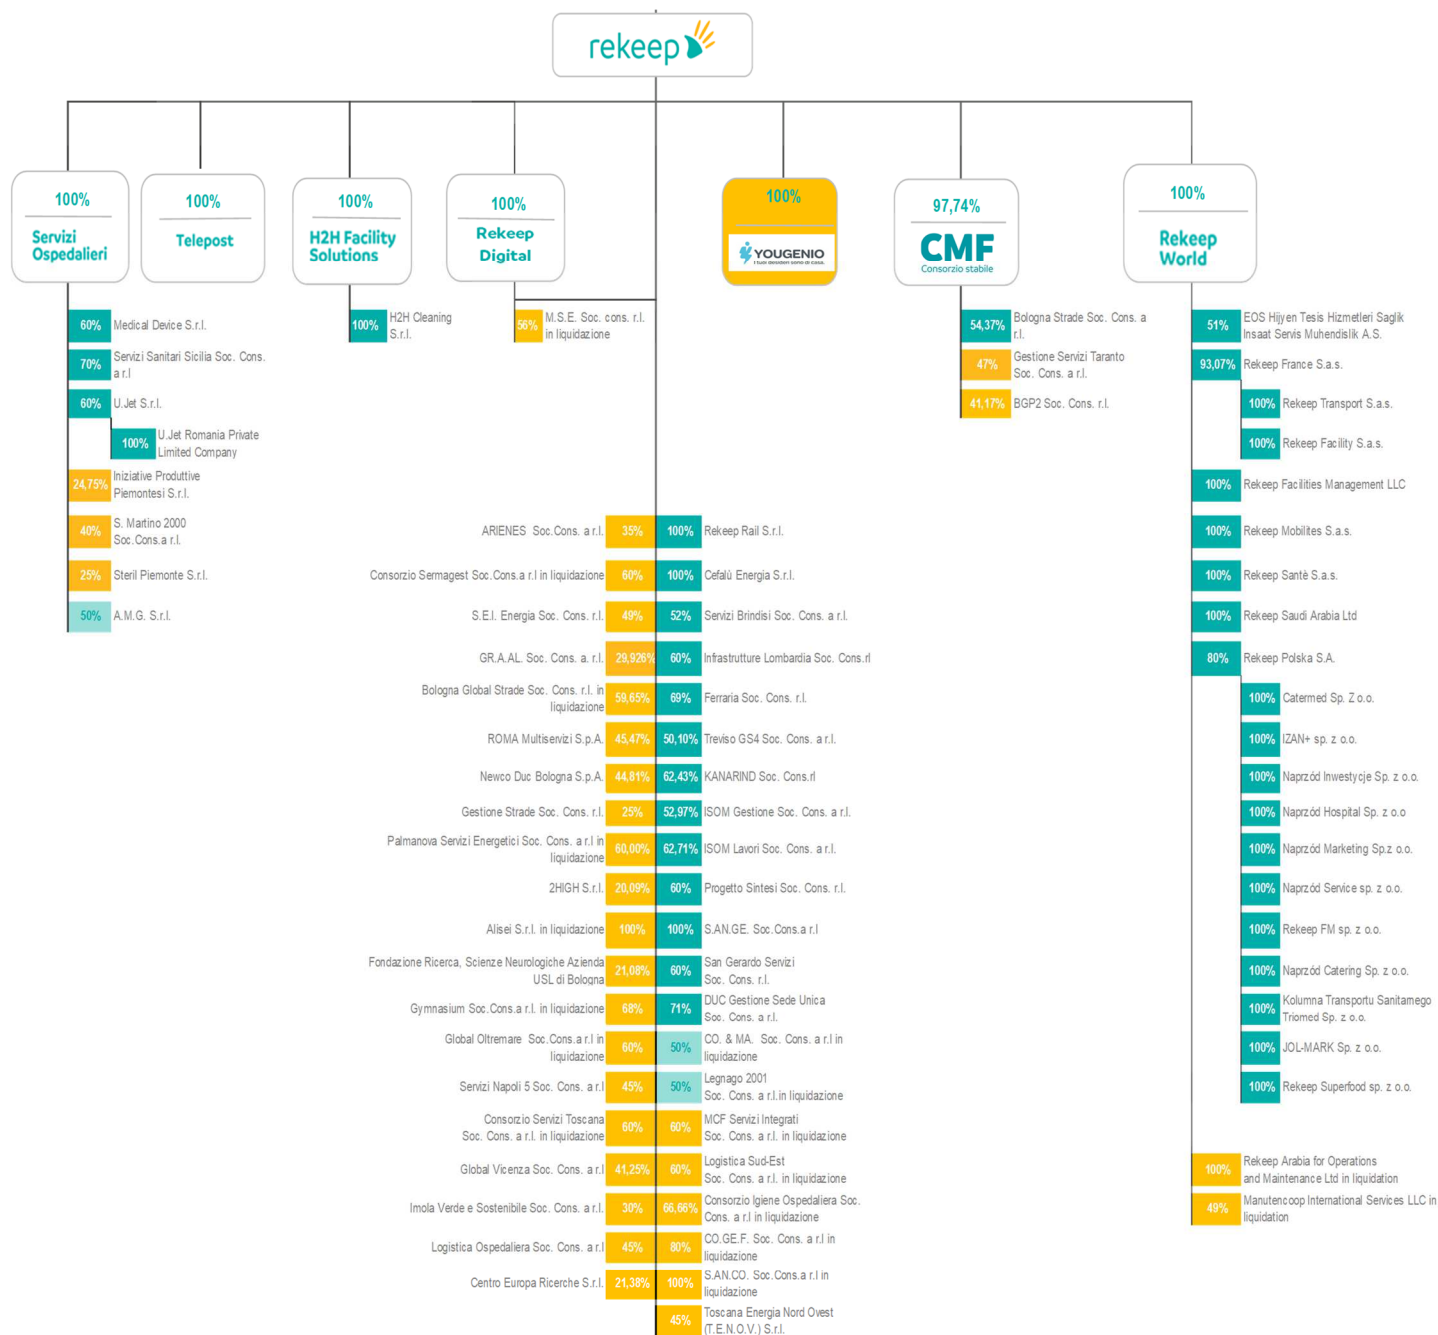 rekeep
100%
Servizi
Ospedalieri
100%
Telepost
100%
H2H Facility
Solutions
100%
Rekeep
Digital
100%
YOUGENIO
I tuoi desideri sono di casa.
97,74%
CMF
Consorzio stabile
100%
Rekeep
World
60%
Medical Device S.r.l.
70%
Servizi Sanitari Sicilia Soc. Cons.
a r.l
60%
U.Jet S.r.l.
100%
U.Jet Romania Private
Limited Company
24,75%
Iniziative Produttive
Piemontesi S.r.l.
40%
S. Martino 2000
Soc.Cons.a r.l.
25%
Steril Piemonte S.r.l.
50%
A.M.G. S.r.l.
100%
H2H Cleaning
S.r.l.
56%
M.S.E. Soc. cons. r.l.
in liquidazione
54,37%
Bologna Strade Soc. Cons. a
r.l.
47%
Gestione Servizi Taranto
Soc. Cons. a r.l.
41,17%
BGP2 Soc. Cons. r.l.
51%
EOS Hijyen Tesis Hizmetleri Saglik
Insaat Servis Muhendislik A.S.
93,07%
Rekeep France S.a.s.
100%
Rekeep Transport S.a.s.
100%
Rekeep Facility S.a.s.
100%
Rekeep Facilities Management LLC
100%
Rekeep Mobilites S.a.s.
100%
Rekeep Santè S.a.s.
100%
Rekeep Saudi Arabia Ltd
80%
Rekeep Polska S.A.
100%
Catermed Sp. Z o.o.
100%
IZAN+ sp. z o.o.
100%
Naprzód Inwestycje Sp. z o.o.
100%
Naprzód Hospital Sp. z o.o
100%
Naprzód Marketing Sp.z o.o.
100%
Naprzód Service sp. z o.o.
100%
Rekeep FM sp. z o.o.
100%
Naprzód Catering Sp. z o.o.
100%
Kolumna Transportu Sanitarnego
Triomed Sp. z o.o.
100%
JOL-MARK Sp. z o.o.
100%
Rekeep Superfood sp. z o.o.
100%
Rekeep Arabia for Operations
and Maintenance Ltd in liquidation
49%
Manutencoop International Services LLC in
liquidation
ARIENES Soc.Cons. a r.l. 35% 100% Rekeep Rail S.r.l.
Consorzio Sermagest Soc.Cons.a r.l in liquidazione 60% 100% Cefalù Energia S.r.l.
S.E.I. Energia Soc. Cons. r.l. 49% 52% Servizi Brindisi Soc. Cons. a r.l.
GR.A.AL. Soc. Cons. a. r.l. 29,926% 60% Infrastrutture Lombardia Soc. Cons.rl
Bologna Global Strade Soc. Cons. r.l. in
liquidazione 59,65% 69% Ferraria Soc. Cons. r.l.
ROMA Multiservizi S.p.A. 45,47% 50,10% Treviso GS4 Soc. Cons. a r.l.
Newco Duc Bologna S.p.A. 44,81% 62,43% KANARIND Soc. Cons.rl
Gestione Strade Soc. Cons. r.l. 25% 52,97% ISOM Gestione Soc. Cons. a r.l.
Palmanova Servizi Energetici Soc. Cons. a r.l in
liquidazione 60,00% 62,71% ISOM Lavori Soc. Cons. a r.l.
2HIGH S.r.l. 20,09% 60% Progetto Sintesi Soc. Cons. r.l.
Alisei S.r.l. in liquidazione 100% 100% S.AN.GE. Soc.Cons.a r.l
Fondazione Ricerca, Scienze Neurologiche Azienda
USL di Bologna 21,08% 60% San Gerardo Servizi
Soc. Cons. r.l.
Gymnasium Soc.Cons.a r.l. in liquidazione 68% 71% DUC Gestione Sede Unica
Soc. Cons. a r.l.
Global Oltremare Soc.Cons.a r.l in
liquidazione 60% 50% CO. & MA. Soc. Cons. a r.l in
liquidazione
Servizi Napoli 5 Soc. Cons. a r.l 45% 50% Legnago 2001
Soc. Cons. a r.l.in liquidazione
Consorzio Servizi Toscana
Soc. Cons. a r.l. in liquidazione 60% 60% MCF Servizi Integrati
Soc. Cons. a r.l. in liquidazione
Global Vicenza Soc. Cons. a r.l 41,25% 60% Logistica Sud-Est
Soc. Cons. a r.l. in liquidazione
Imola Verde e Sostenibile Soc. Cons. a r.l. 30% 66,66% Consorzio Igiene Ospedaliera Soc.
Cons. a r.l in liquidazione
Logistica Ospedaliera Soc. Cons. a r.l 45% 80% CO.GE.F. Soc. Cons. a r.l in
liquidazione
Centro Europa Ricerche S.r.l. 21,38% 100% S.AN.CO. Soc.Cons.a r.l in
liquidazione
45% Toscana Energia Nord Ovest
(T.E.N.O.V.) S.r.l.